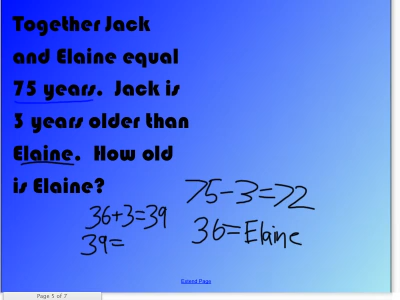 Together Jack
and Elaine equal
75 years. Jack is
3 years older than
Elaine. How old
is Elaine?
75-3=72
36+3=39
36=Elaine
39=
Extend Page
Page 5 of 7